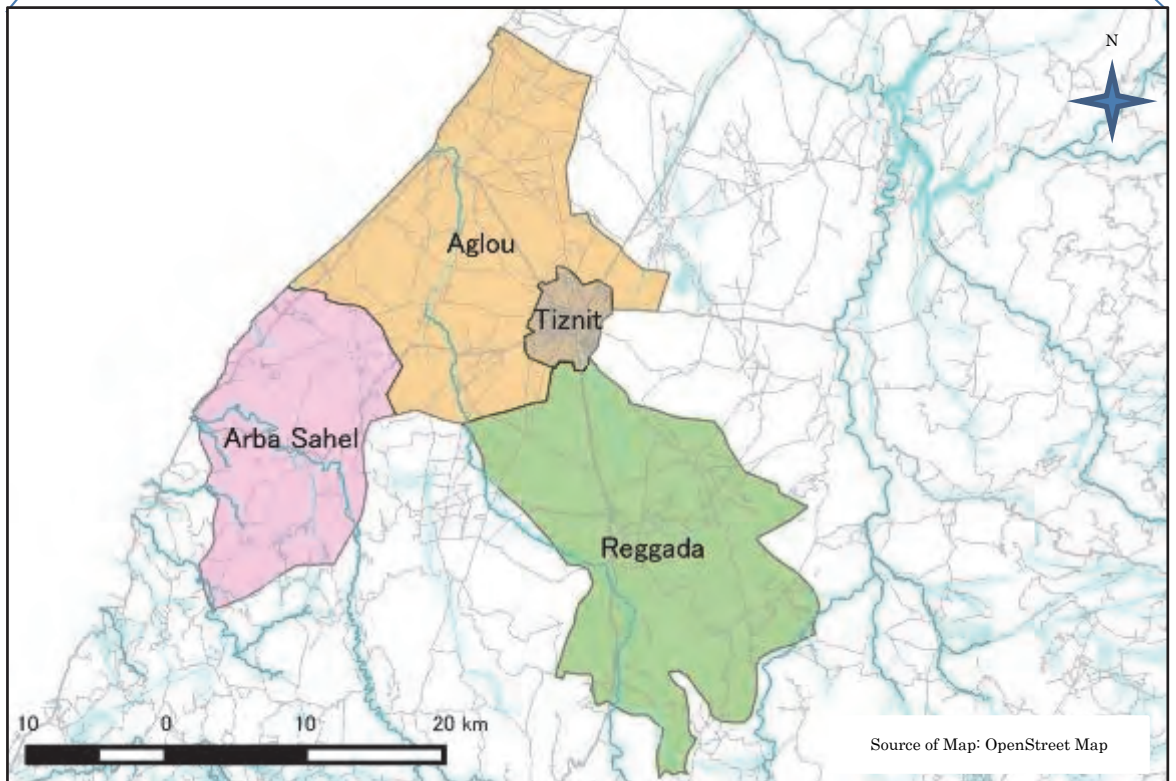 N
Aglou
Tiznit
Arba Sahel
Reggada
10 0 10 20 km
Source of Map: OpenStreet Map